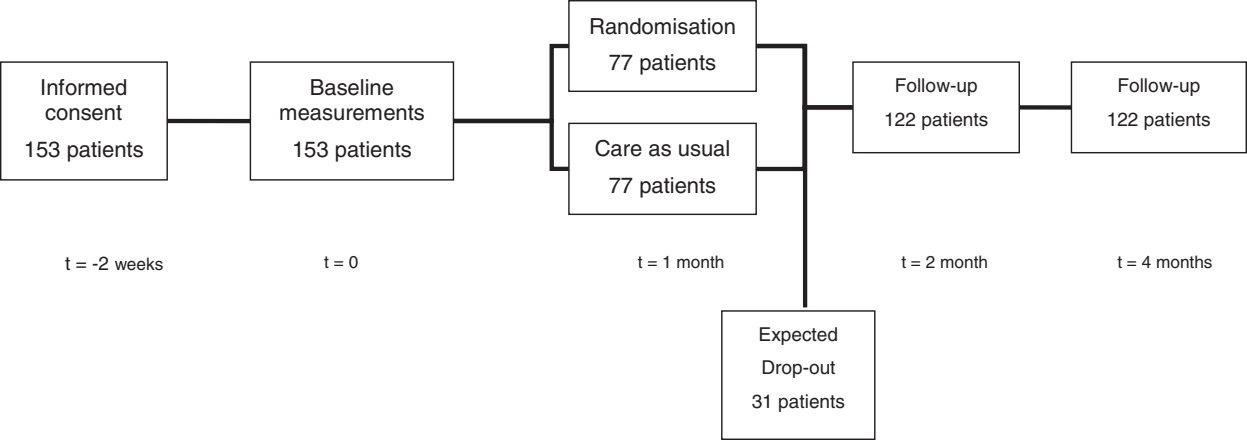 Informed
consent
153 patients
Baseline
measurements
153 patients
Randomisation
77 patients
Care as usual
77 patients
Follow-up
122 patients
Follow-up
122 patients
t = -2 weeks
t = 0
t = 1 month
t = 2 month
t = 4 months
Expected
Drop-out
31 patients